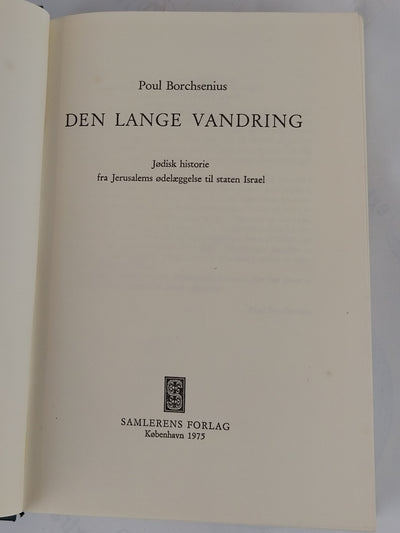 Poul Borchsenius
DEN LANGE VANDRING
Jødisk historie
fra Jerusalems ødelæggelse til staten Israel
S
SAMLERENS FORLAG
København 1975